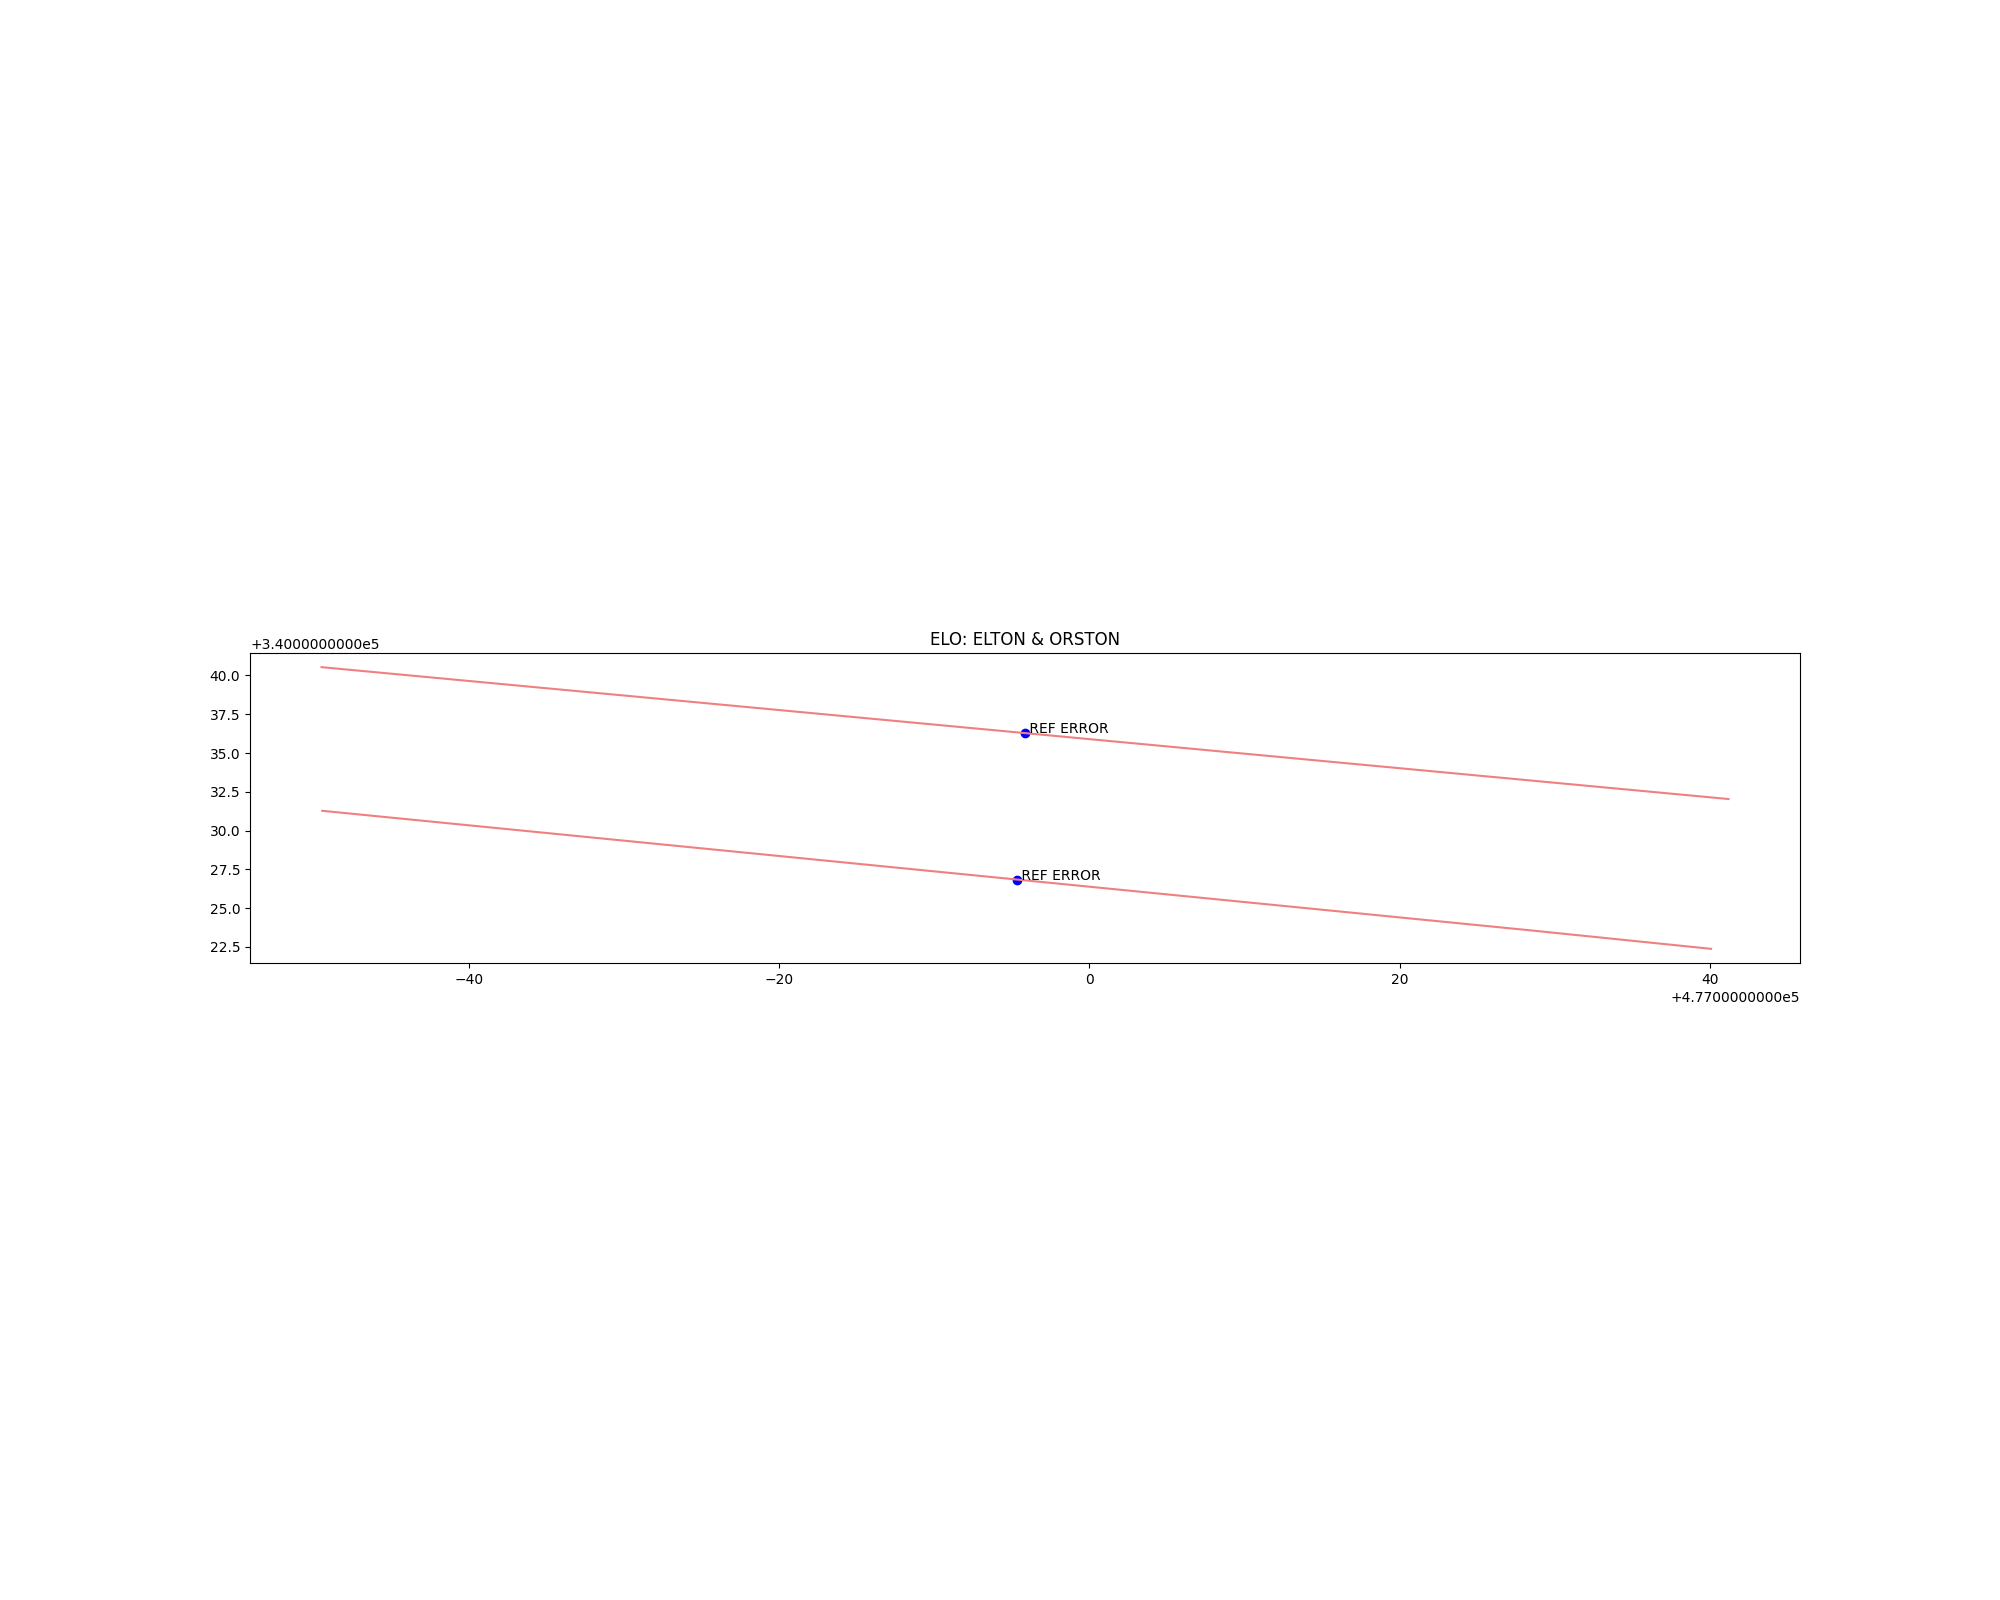 ELO: ELTON & ORSTON
+3.4000000000e5
40.0
37.5
35.0
32.5
30.0
27.5
25.0
22.5
REF ERROR
REF ERROR
−40
−20
0
20
40
+4.7700000000e5